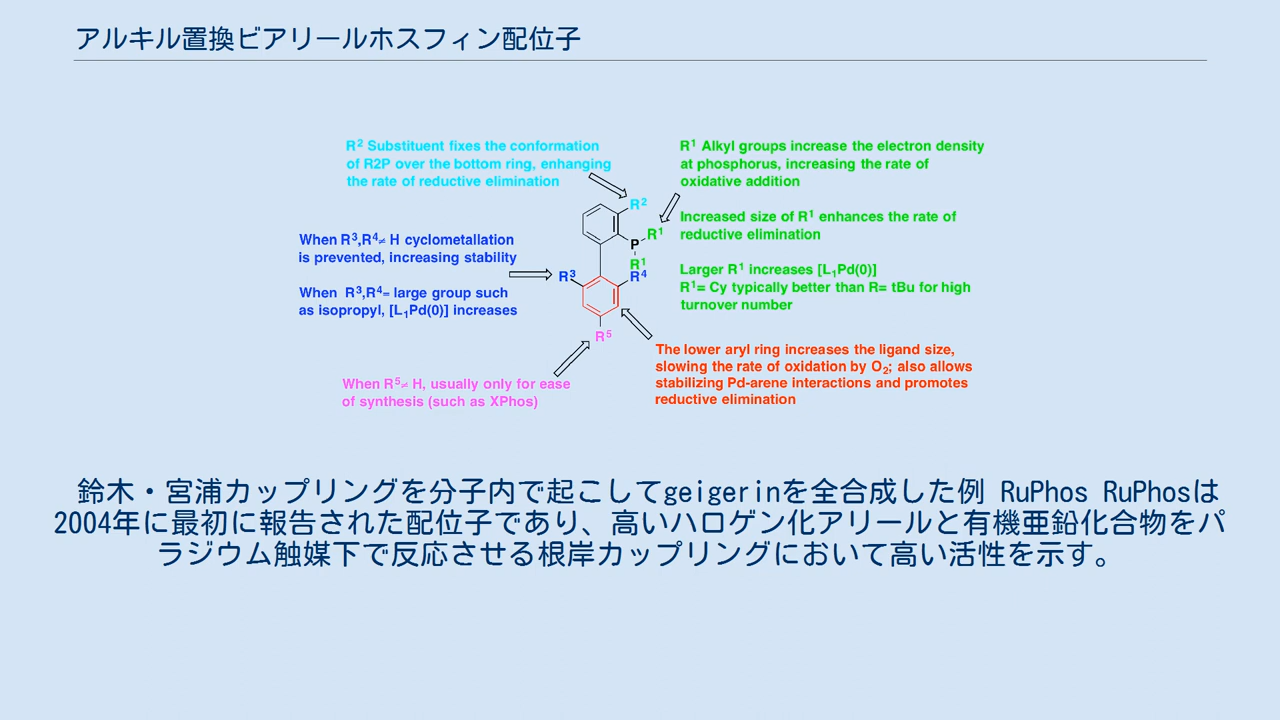 アルキル置換ビアリールホスフィン配位子
R² Substituent fixes the conformation
of R2P over the bottom ring, enhanging
the rate of reductive elimination
R¹ Alkyl groups increase the electron density
at phosphorus, increasing the rate of
oxidative addition
Increased size of R¹ enhances the rate of
reductive elimination
Larger R¹ increases [L₁Pd(0)]
R¹= Cy typically better than R= tBu for high
turnover number
When R³,R⁴≠ H cyclometallation
is prevented, increasing stability
When R³,R⁴= large group such
as isopropyl, [L₁Pd(0)] increases
R²
R¹
P
R¹
R³
R⁴
R⁵
The lower aryl ring increases the ligand size,
slowing the rate of oxidation by O₂; also allows
stabilizing Pd-arene interactions and promotes
reductive elimination
When R⁵≠ H, usually only for ease
of synthesis (such as XPhos)
鈴木・宮浦カップリングを分子内で起こしてgeigerinを全合成した例 RuPhos RuPhosは
2004年に最初に報告された配位子であり、高いハロゲン化アリールと有機亜鉛化合物をパ
ラジウム触媒下で反応させる根岸カップリングにおいて高い活性を示す。